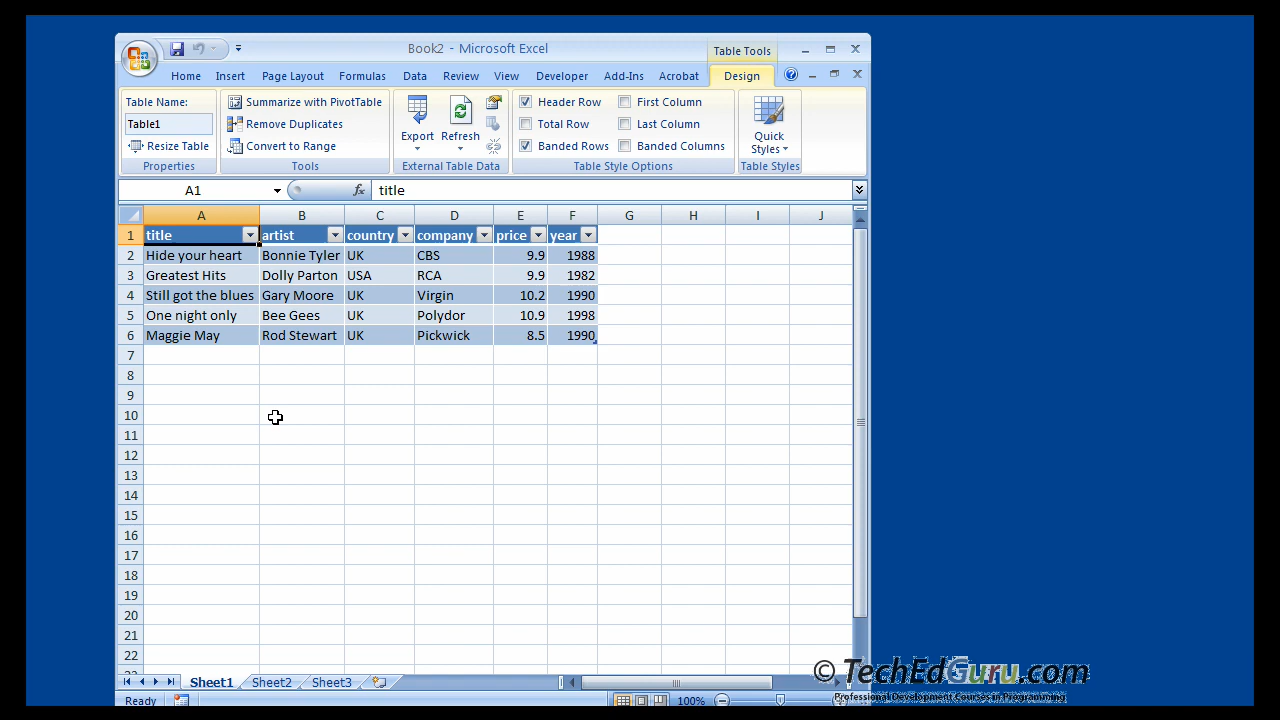 Book2 - Microsoft Excel
Table Tools
Home Insert Page Layout Formulas Data Review View Developer Add-Ins Acrobat Design
Table Name:
Table1
Resize Table
Properties
Summarize with PivotTable
Remove Duplicates
Convert to Range
Tools
Export
Refresh
External Table Data
Header Row
Total Row
Banded Rows
First Column
Last Column
Banded Columns
Table Style Options
Quick
Styles
Table Styles
A1 fx title
A B C D E F G H I J
1 title artist country company price year
2 Hide your heart Bonnie Tyler UK CBS 9.9 1988
3 Greatest Hits Dolly Parton USA RCA 9.9 1982
4 Still got the blues Gary Moore UK Virgin 10.2 1990
5 One night only Bee Gees UK Polydor 10.9 1998
6 Maggie May Rod Stewart UK Pickwick 8.5 1990
7
8
9
10
11
12
13
14
15
16
17
18
19
20
21
22
23
Sheet1 Sheet2 Sheet3
Ready 100%
© TechEdGuru.com
Professional Development Courses in Programming